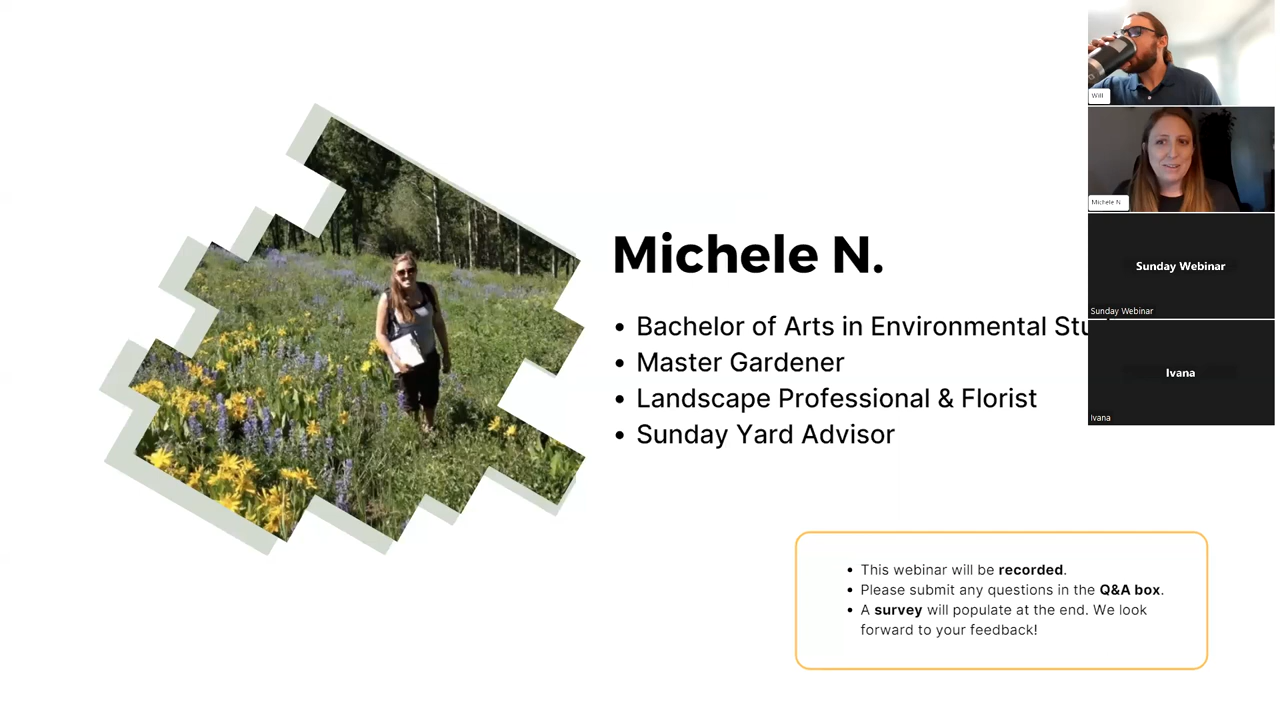 Michele N.
• Bachelor of Arts in Environmental Stu
• Master Gardener
• Landscape Professional & Florist
• Sunday Yard Advisor
• This webinar will be recorded.
• Please submit any questions in the Q&A box.
• A survey will populate at the end. We look
forward to your feedback!
Will
Michele N
Sunday Webinar
Sunday Webinar
Ivana
Ivana